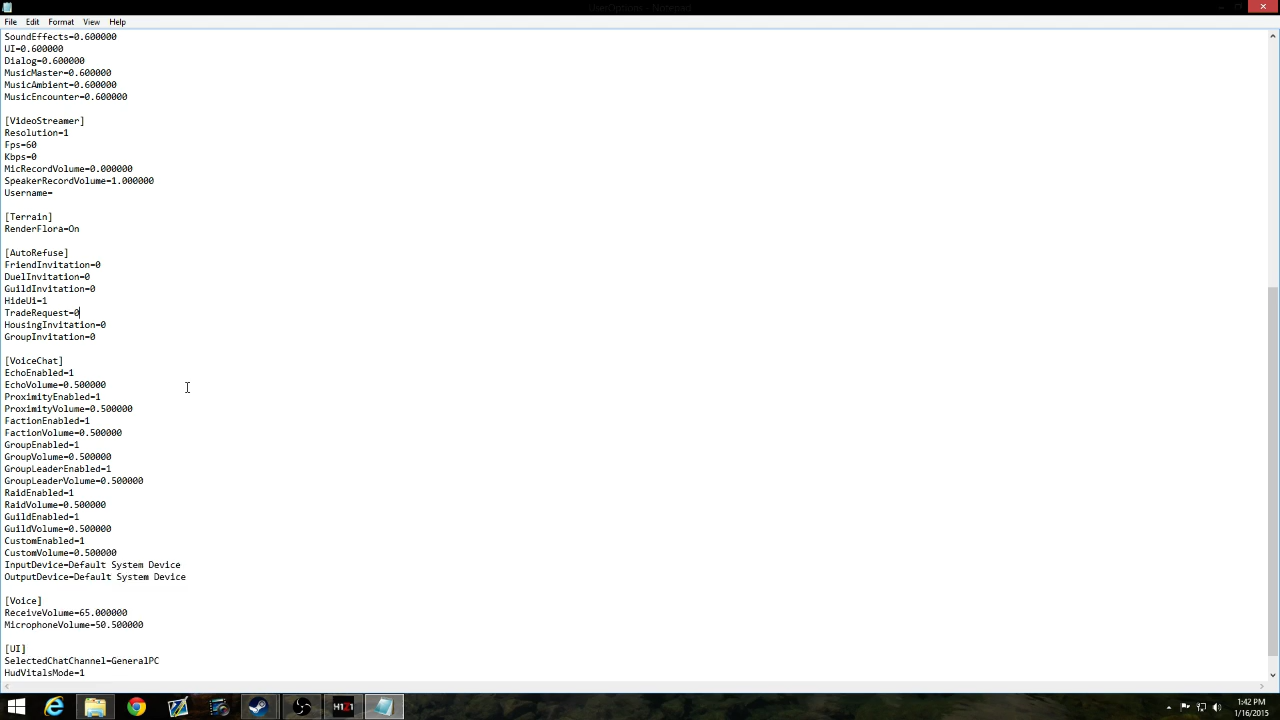 UserOptions - Notepad
File Edit Format View Help
SoundEffects=0.600000
UI=0.600000
Dialog=0.600000
MusicMaster=0.600000
MusicAmbient=0.600000
MusicEncounter=0.600000
[VideoStreamer]
Resolution=1
Fps=60
Kbps=0
MicRecordVolume=0.000000
SpeakerRecordVolume=1.000000
Username=
[Terrain]
RenderFlora=On
[AutoRefuse]
FriendInvitation=0
DuelInvitation=0
GuildInvitation=0
HideUi=1
TradeRequest=0
HousingInvitation=0
GroupInvitation=0
[VoiceChat]
EchoEnabled=1
EchoVolume=0.500000
ProximityEnabled=1
ProximityVolume=0.500000
FactionEnabled=1
FactionVolume=0.500000
GroupEnabled=1
GroupVolume=0.500000
GroupLeaderEnabled=1
GroupLeaderVolume=0.500000
RaidEnabled=1
RaidVolume=0.500000
GuildEnabled=1
GuildVolume=0.500000
CustomEnabled=1
CustomVolume=0.500000
InputDevice=Default System Device
OutputDevice=Default System Device
[Voice]
ReceiveVolume=65.000000
MicrophoneVolume=50.500000
[UI]
SelectedChatChannel=GeneralPC
HudVitalsMode=1
H1Z1
1:42 PM
1/16/2015